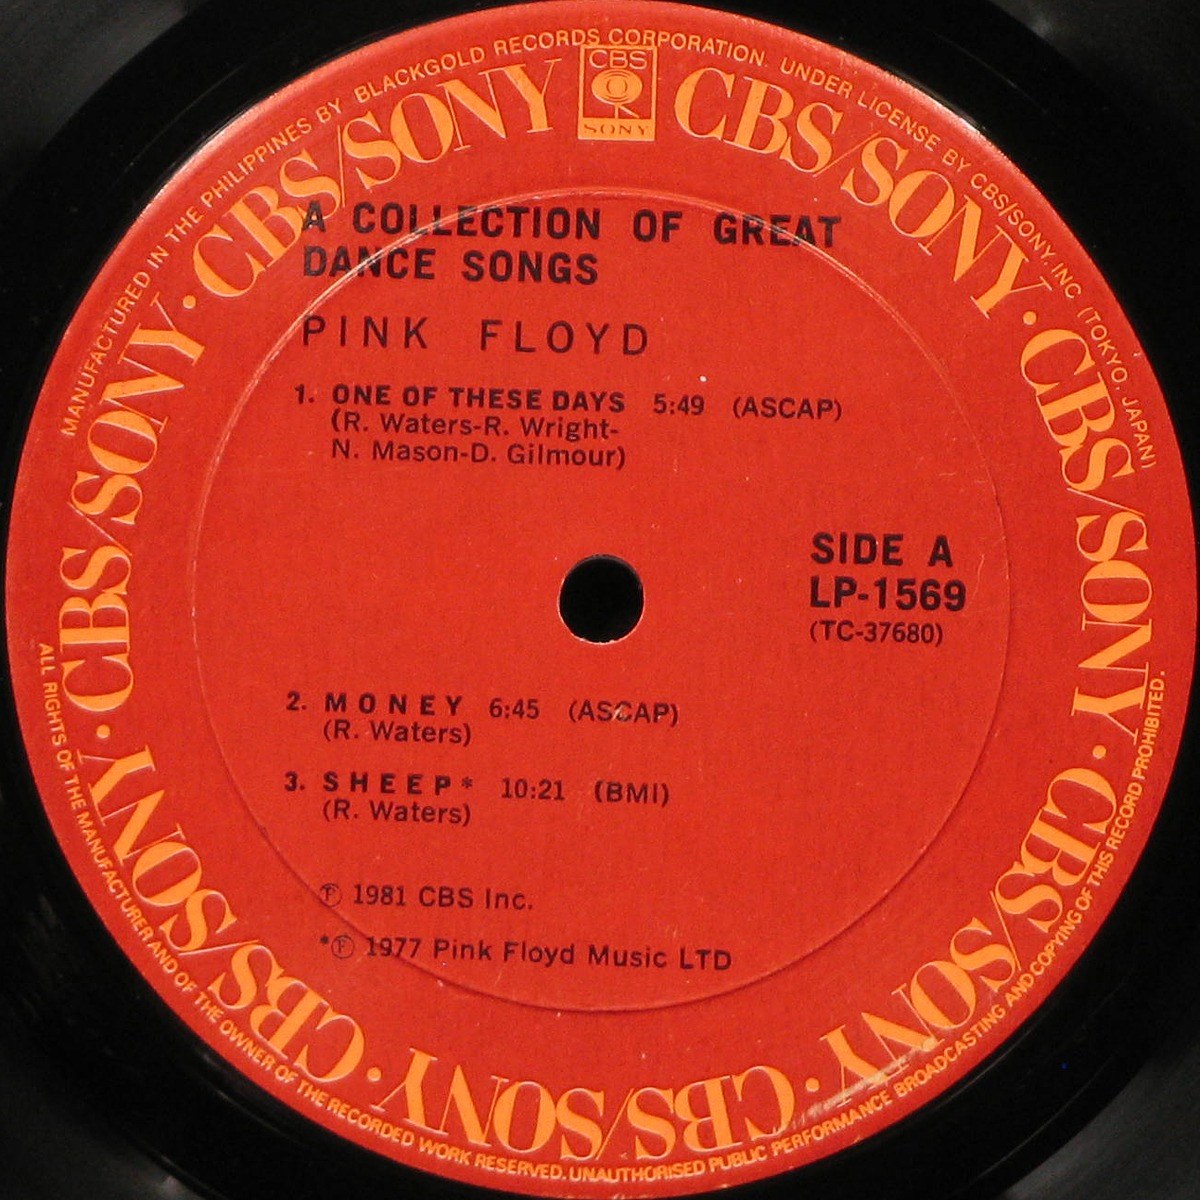 MANUFACTURED IN THE PHILIPPINES BY BLACKGOLD RECORDS CORPORATION. UNDER LICENSE BY CBS/SONY INC (TOKYO, JAPAN)
CBS/SONY · CBS/SONY · CBS/SONY · CBS/SONY · CBS/SONY · CBS/SONY · CBS/SONY · CBS/SONY
CBS
SONY
A COLLECTION OF GREAT
DANCE SONGS
PINK FLOYD
1. ONE OF THESE DAYS 5:49 (ASCAP)
(R. Waters-R. Wright-
N. Mason-D. Gilmour)
SIDE A
LP-1569
(TC-37680)
2. MONEY 6:45 (ASCAP)
(R. Waters)
3. SHEEP* 10:21 (BMI)
(R. Waters)
Ⓟ 1981 CBS Inc.
*Ⓟ 1977 Pink Floyd Music LTD
ALL RIGHTS OF THE MANUFACTURER AND OF THE OWNER OF THE RECORDED WORK RESERVED. UNAUTHORISED PUBLIC PERFORMANCE BROADCASTING AND COPYING OF THIS RECORD PROHIBITED.